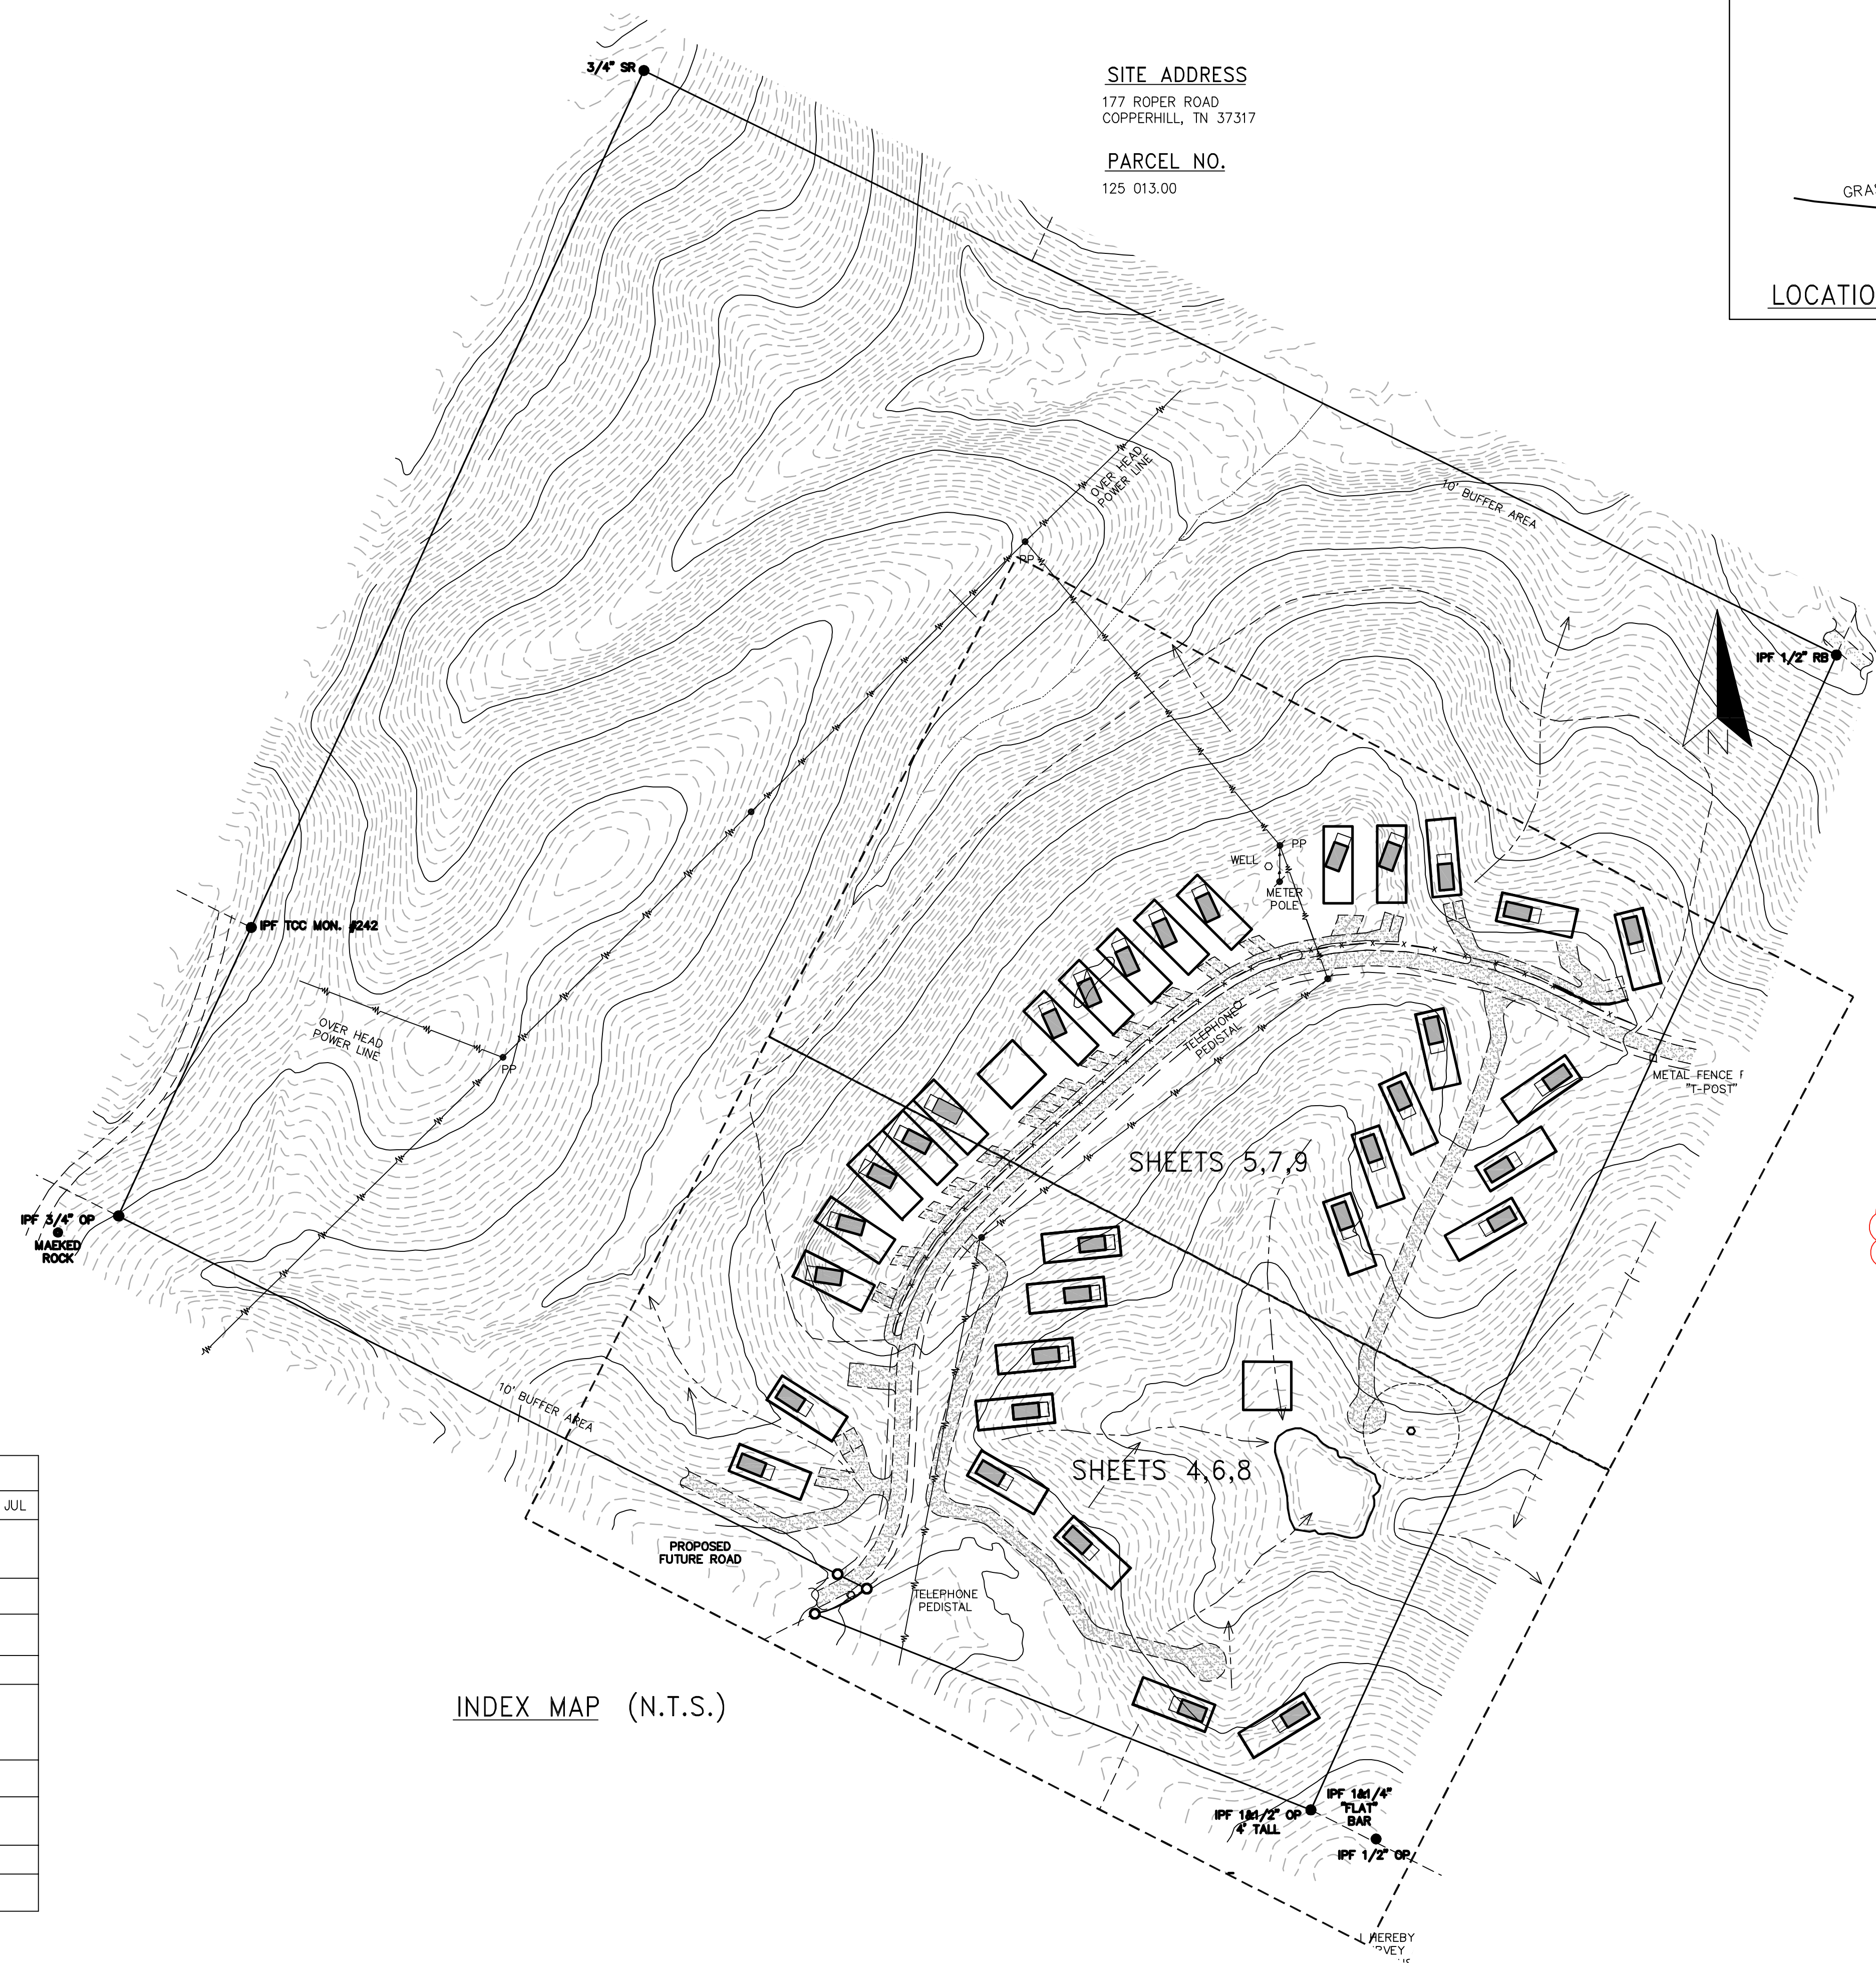 3/4" SR
SITE ADDRESS
177 ROPER ROAD
COPPERHILL, TN 37317
PARCEL NO.
125 013.00
GRA
LOCATIO
OVER HEAD
POWER LINE
10' BUFFER AREA
PP
IPF 1/2" RB
N
PP
WELL
METER
POLE
IPF TCC MON. #242
OVER HEAD
POWER LINE
PP
TELEPHONE
PEDISTAL
METAL FENCE
"T-POST"
SHEETS 5,7,9
IPF 3/4" OP
MAEKED
ROCK
10' BUFFER AREA
SHEETS 4,6,8
JUL
PROPOSED
FUTURE ROAD
TELEPHONE
PEDISTAL
INDEX MAP (N.T.S.)
IPF 1&1/4"
"FLAT"
BAR
IPF 1&1/2" OP
4' TALL
IPF 1/2" OP
I HEREBY
RVEY